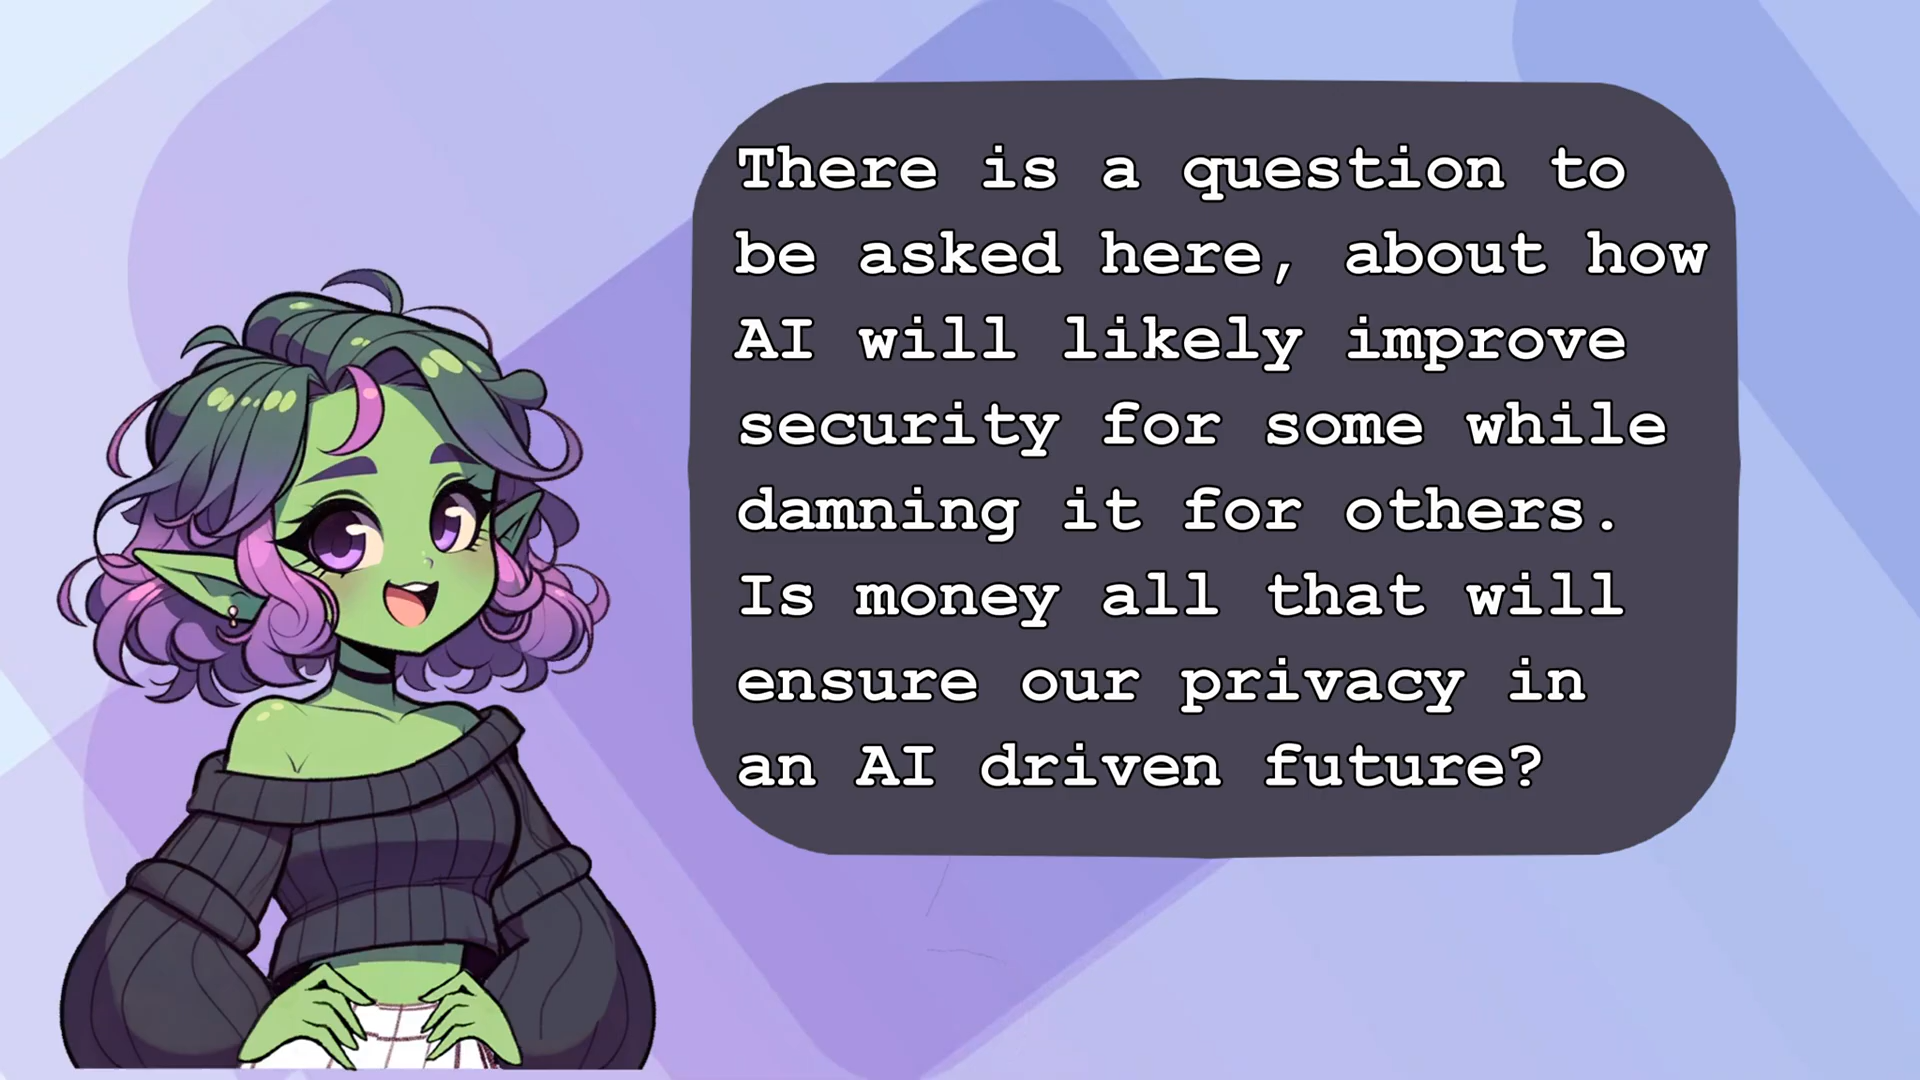 There is a question to
be asked here, about how
AI will likely improve
security for some while
damning it for others.
Is money all that will
ensure our privacy in
an AI driven future?